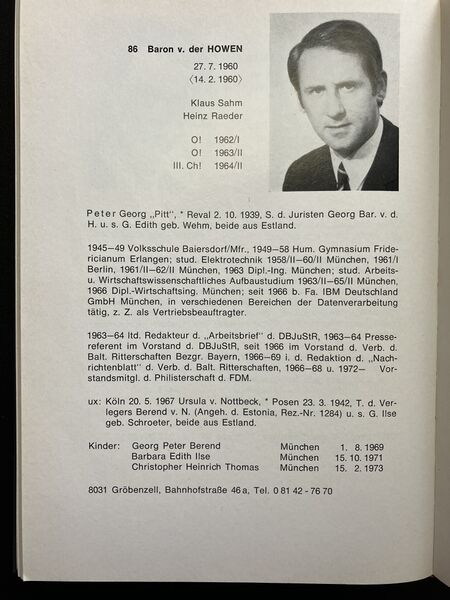 86 Baron v. der HOWEN
27. 7. 1960
⟨14. 2. 1960⟩
Klaus Sahm
Heinz Raeder
O! 1962/I
O! 1963/II
III. Ch! 1964/II
Peter Georg „Pitt“, * Reval 2. 10. 1939, S. d. Juristen Georg Bar. v. d.
H. u. s. G. Edith geb. Wehm, beide aus Estland.
1945—49 Volksschule Baiersdorf/Mfr., 1949—58 Hum. Gymnasium Fride-
ricianum Erlangen; stud. Elektrotechnik 1958/II—60/II München, 1961/I
Berlin, 1961/II—62/II München, 1963 Dipl.-Ing. München; stud. Arbeits-
u. Wirtschaftswissenschaftliches Aufbaustudium 1963/II—65/II München,
1966 Dipl.-Wirtschaftsing. München; seit 1966 b. Fa. IBM Deutschland
GmbH München, in verschiedenen Bereichen der Datenverarbeitung
tätig, z. Z. als Vertriebsbeauftragter.
1963—64 ltd. Redakteur d. „Arbeitsbrief“ d. DBJuStR, 1963—64 Presse-
referent im Vorstand d. DBJuStR, seit 1966 im Vorstand d. Verb. d.
Balt. Ritterschaften Bezgr. Bayern, 1966—69 i. d. Redaktion d. „Nach-
richtenblatt“ d. Verb. d. Balt. Ritterschaften, 1966—68 u. 1972— Vor-
standsmitgl. d. Philisterschaft d. FDM.
ux: Köln 20. 5. 1967 Ursula v. Nottbeck, * Posen 23. 3. 1942, T. d. Ver-
legers Berend v. N. (Angeh. d. Estonia, Rez.-Nr. 1284) u. s. G. Ilse
geb. Schroeter, beide aus Estland.
Kinder: Georg Peter Berend München 1. 8. 1969
Barbara Edith Ilse München 15. 10. 1971
Christopher Heinrich Thomas München 15. 2. 1973
8031 Gröbenzell, Bahnhofstraße 46 a, Tel. 0 81 42 - 76 70